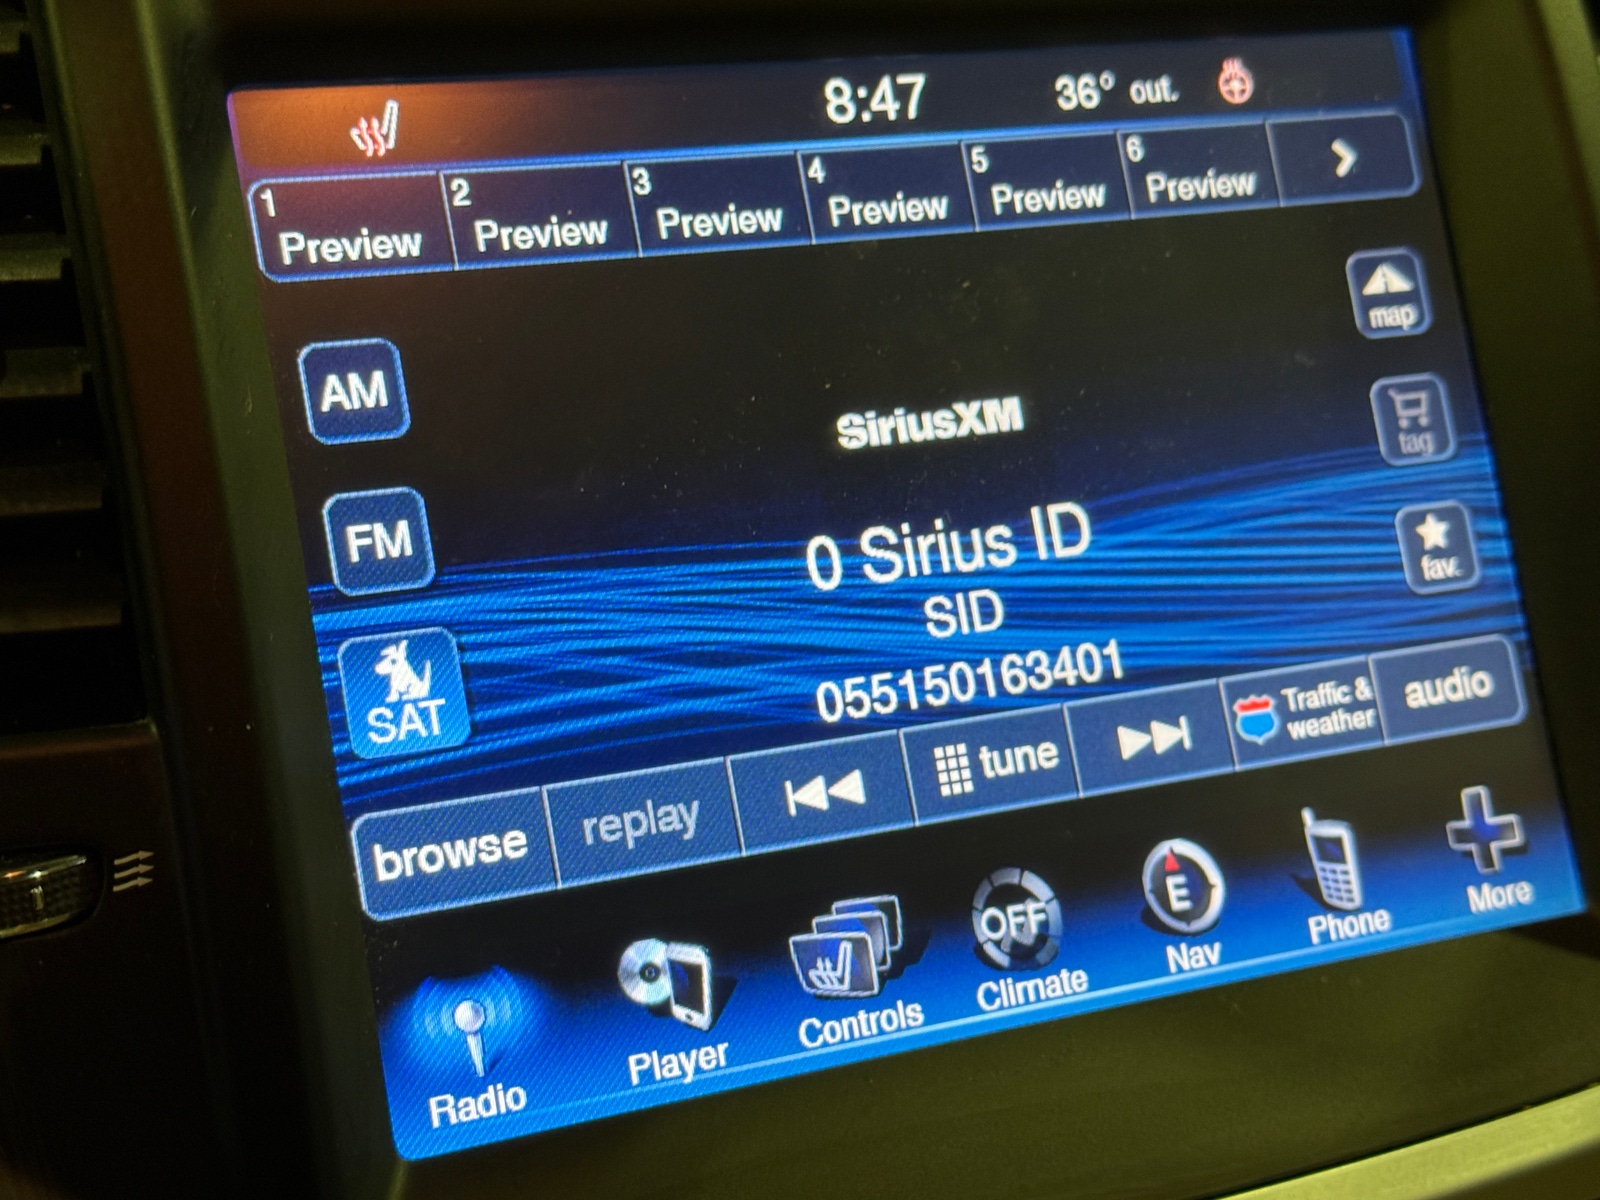 8:47 36° out.
1 Preview 2 Preview 3 Preview 4 Preview 5 Preview 6 Preview
map
AM
SiriusXM
tag
FM
0 Sirius ID
fav.
SID
SAT
055150163401
browse replay tune Traffic & weather audio
Radio Player Controls OFF Climate E Nav Phone More